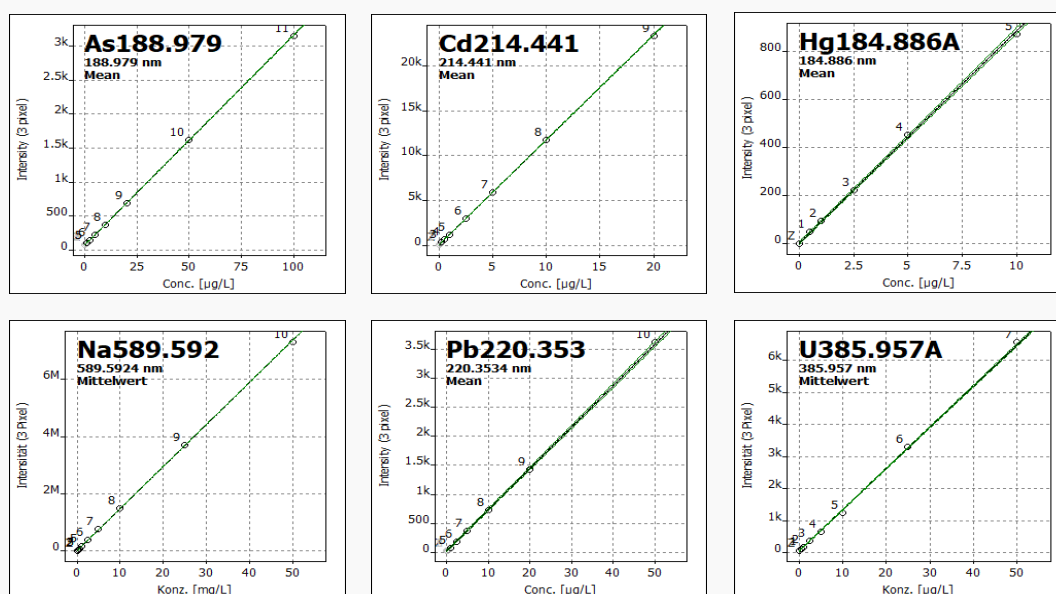 As188.979
188.979 nm
Mean
Intensity (3 pixel)
3k
2.5k
2k
1.5k
1k
500
0
5
6
7
8
9
10
11
0
25
50
75
100
Conc. [µg/L]
Cd214.441
214.441 nm
Mean
Intensity (3 pixel)
20k
15k
10k
5k
0
5
6
7
8
9
0
5
10
15
20
Conc. [µg/L]
Hg184.886A
184.886 nm
Mean
Intensity (3 pixel)
800
600
400
200
0
Z
1
2
3
4
5
0
2.5
5
7.5
10
Conc. [µg/L]
Na589.592
589.5924 nm
Mittelwert
Intensität (3 Pixel)
6M
4M
2M
0
5
6
7
8
9
10
0
10
20
30
40
50
Konz. [mg/L]
Pb220.353
220.3534 nm
Mean
Intensity (3 pixel)
3.5k
3k
2.5k
2k
1.5k
1k
500
0
5
6
7
8
9
10
0
10
20
30
40
50
Conc. [µg/L]
U385.957A
385.957 nm
Mittelwert
Intensität (3 Pixel)
6k
5k
4k
3k
2k
1k
0
Z
2
3
4
5
6
7
0
10
20
30
40
50
Konz. [µg/L]